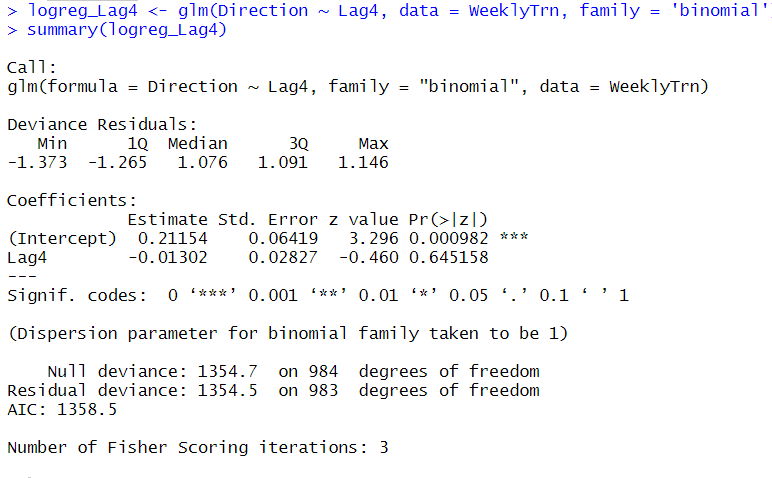 > logreg_Lag4 <- glm(Direction ~ Lag4, data = WeeklyTrn, family = 'binomial')
> summary(logreg_Lag4)
Call:
glm(formula = Direction ~ Lag4, family = "binomial", data = WeeklyTrn)
Deviance Residuals:
   Min      1Q  Median      3Q     Max
-1.373  -1.265   1.076   1.091   1.146
Coefficients:
            Estimate Std. Error z value Pr(>|z|)
(Intercept)  0.21154    0.06419   3.296 0.000982 ***
Lag4        -0.01302    0.02827  -0.460 0.645158
---
Signif. codes:  0 ‘***’ 0.001 ‘**’ 0.01 ‘*’ 0.05 ‘.’ 0.1 ‘ ’ 1
(Dispersion parameter for binomial family taken to be 1)
    Null deviance: 1354.7  on 984  degrees of freedom
Residual deviance: 1354.5  on 983  degrees of freedom
AIC: 1358.5
Number of Fisher Scoring iterations: 3